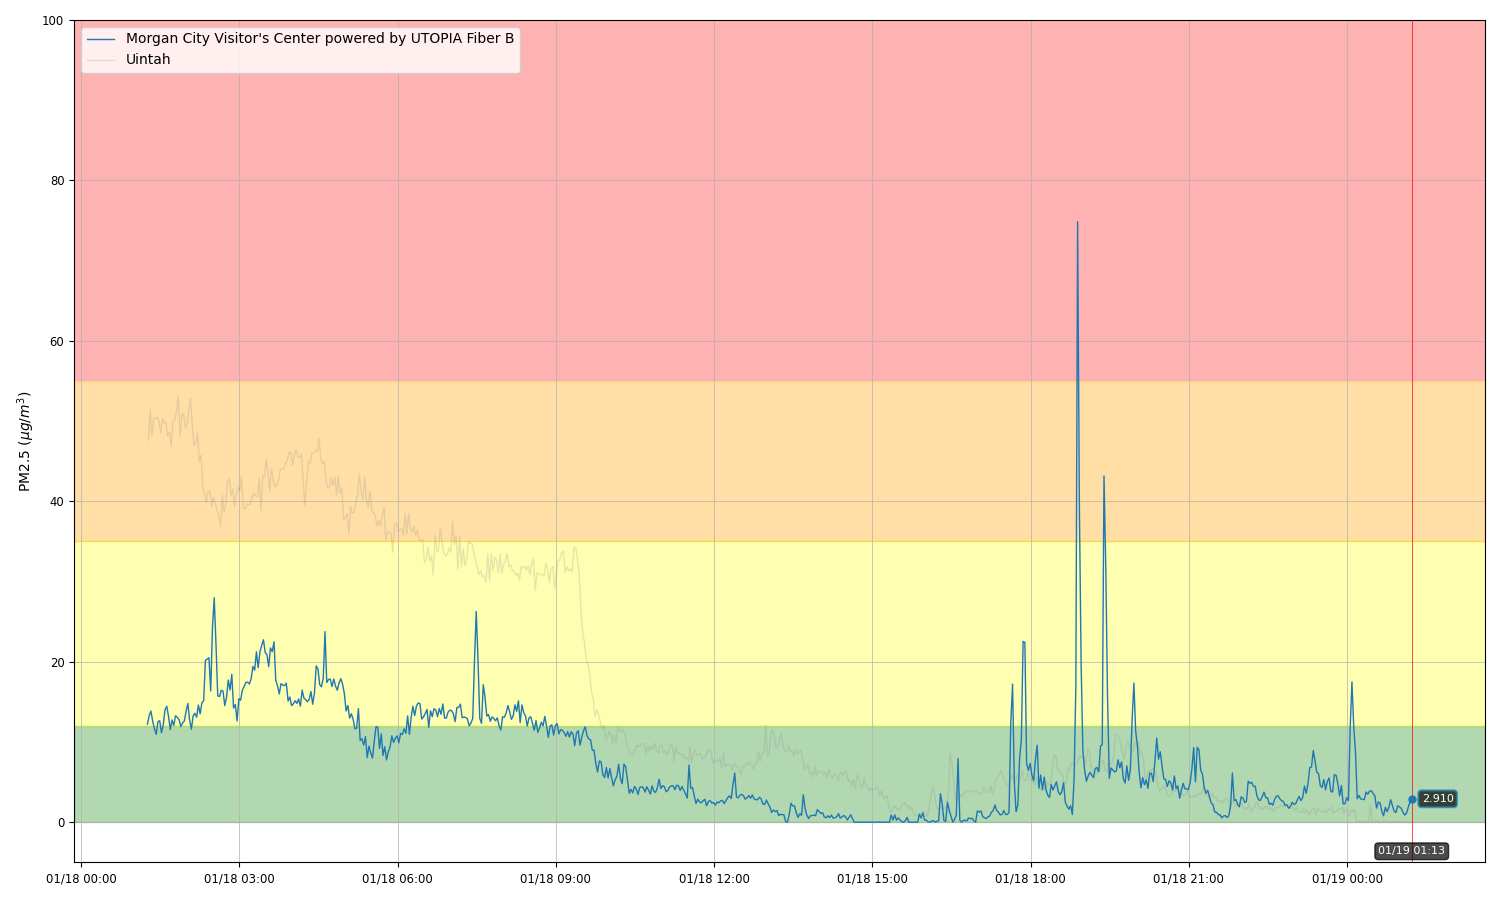 100
80
60
40
20
0
PM2.5 (µg/m³)
Morgan City Visitor's Center powered by UTOPIA Fiber B
Uintah
2.910
01/19 01:13
01/18 00:00 01/18 03:00 01/18 06:00 01/18 09:00 01/18 12:00 01/18 15:00 01/18 18:00 01/18 21:00 01/19 00:00